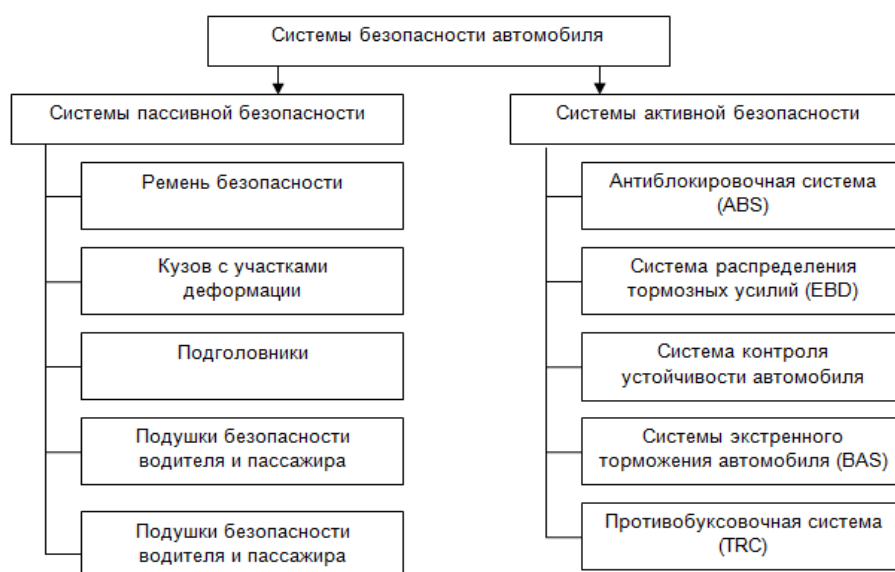 Системы безопасности автомобиля
Системы пассивной безопасности
Ремень безопасности
Кузов с участками
деформации
Подголовники
Подушки безопасности
водителя и пассажира
Подушки безопасности
водителя и пассажира
Системы активной безопасности
Антиблокировочная система
(ABS)
Система распределения
тормозных усилий (EBD)
Система контроля
устойчивости автомобиля
Системы экстренного
торможения автомобиля (BAS)
Противобуксовочная система
(TRC)